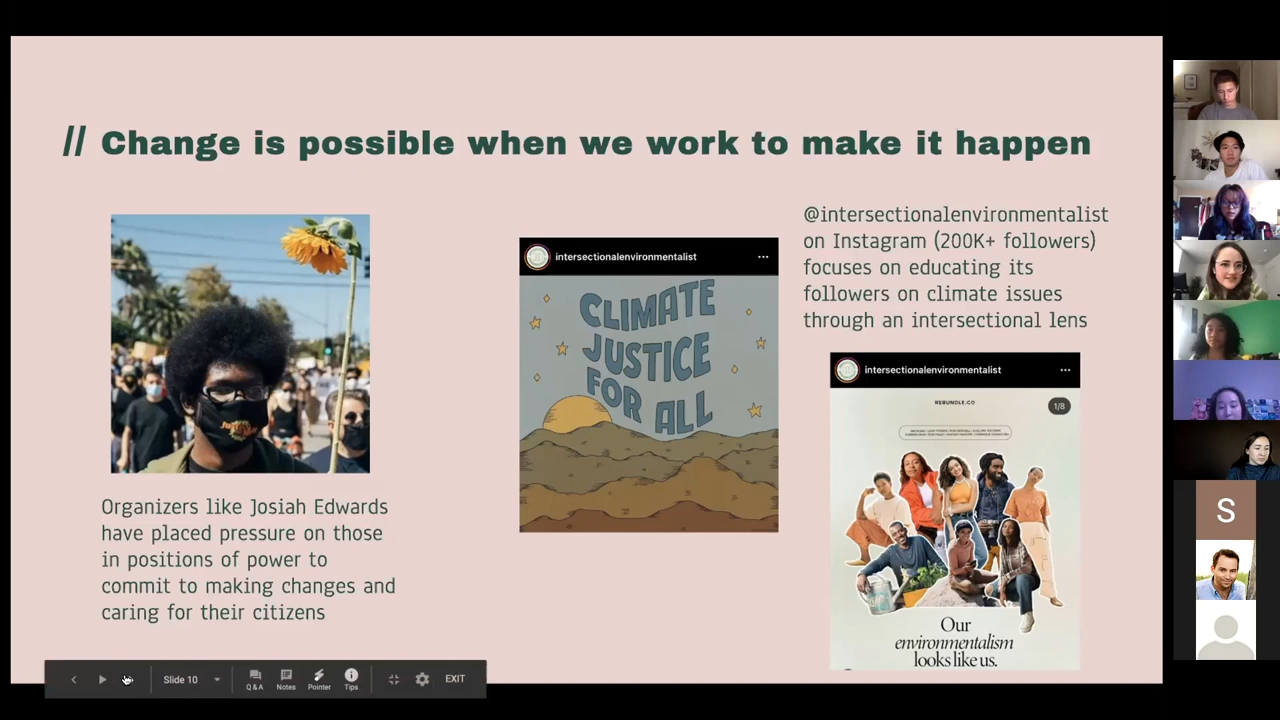 // Change is possible when we work to make it happen
Organizers like Josiah Edwards
have placed pressure on those
in positions of power to
commit to making changes and
caring for their citizens
intersectionalenvironmentalist
CLIMATE
JUSTICE
FOR ALL
@intersectionalenvironmentalist
on Instagram (200K+ followers)
focuses on educating its
followers on climate issues
through an intersectional lens
intersectionalenvironmentalist
REBUNDLE.CO
1/8
Our
environmentalism
looks like us.
Slide 10
Q & A
Notes
Pointer
Tips
EXIT
S